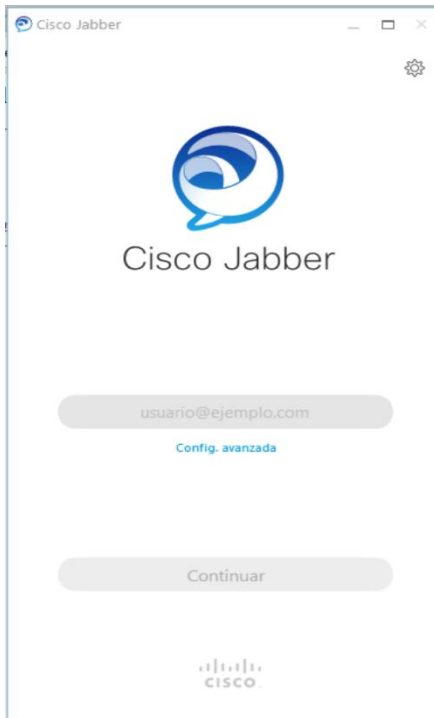 Cisco Jabber
Cisco Jabber
usuario@ejemplo.com
Config. avanzada
Continuar
CISCO